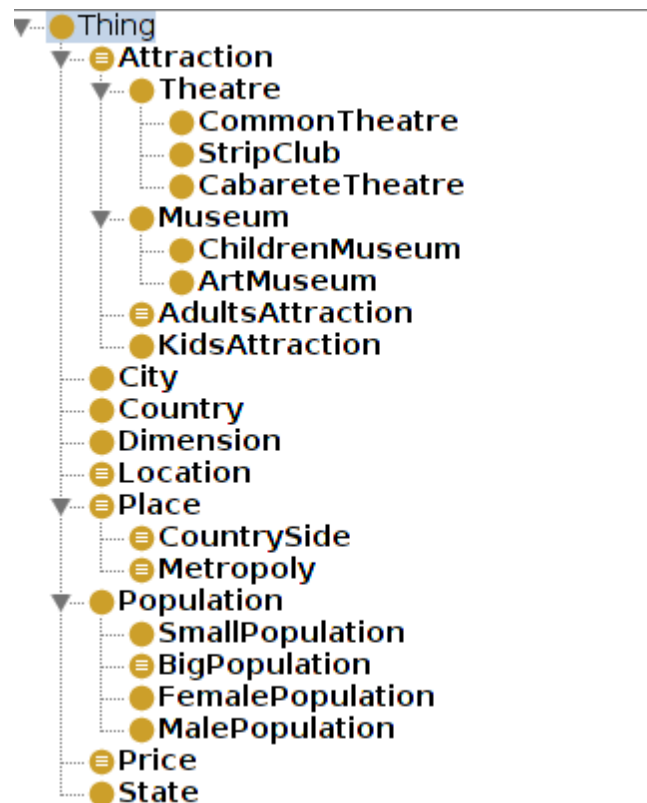 Thing
Attraction
Theatre
CommonTheatre
StripClub
CabareteTheatre
Museum
ChildrenMuseum
ArtMuseum
AdultsAttraction
KidsAttraction
City
Country
Dimension
Location
Place
CountrySide
Metropoly
Population
SmallPopulation
BigPopulation
FemalePopulation
MalePopulation
Price
State